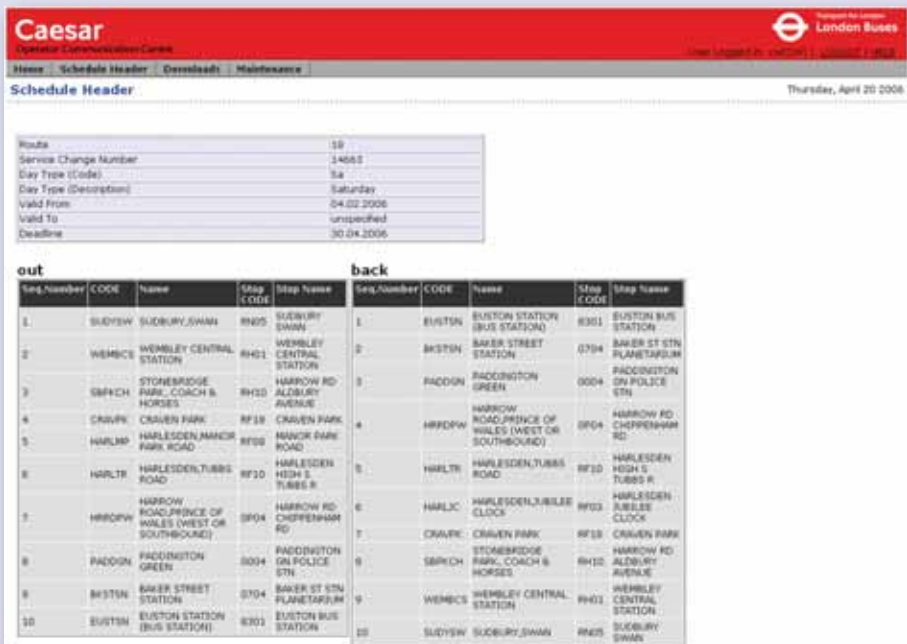 Caesar
Transport for London
London Buses
Operator Communication Centre
User Logged In: | LOGOUT | HELP
Home Schedule Header Downloads Maintenance
Schedule Header Thursday, April 20 2006
Route 18
Service Change Number 14663
Day Type (Code) Sa
Day Type (Description) Saturday
Valid From 04.02.2006
Valid To unspecified
Deadline 30.04.2006
out
Seq.Number CODE Name Stop CODE Stop Name
1 SUDYSW SUDBURY,SWAN RN05 SUDBURY SWAN
2 WEMBCS WEMBLEY CENTRAL STATION RH01 WEMBLEY CENTRAL STATION
3 SBPKCH STONEBRIDGE PARK, COACH & HORSES RH10 HARROW RD ALDBURY AVENUE
4 CRAVPK CRAVEN PARK RF18 CRAVEN PARK
5 HARLMP HARLESDEN,MANOR PARK ROAD RF08 MANOR PARK ROAD
6 HARLTR HARLESDEN,TUBBS ROAD RF10 HARLESDEN HIGH S TUBBS R
7 HRRDPW HARROW ROAD,PRINCE OF WALES (WEST OR SOUTHBOUND) 0P04 HARROW RD CHIPPENHAM RD
8 PADDGN PADDINGTON GREEN 0004 PADDINGTON GN POLICE STN
9 BKSTSN BAKER STREET STATION 0704 BAKER ST STN PLANETARIUM
10 EUSTSN EUSTON STATION (BUS STATION) 8301 EUSTON BUS STATION
back
Seq.Number CODE Name Stop CODE Stop Name
1 EUSTSN EUSTON STATION (BUS STATION) 8301 EUSTON BUS STATION
2 BKSTSN BAKER STREET STATION 0704 BAKER ST STN PLANETARIUM
3 PADDGN PADDINGTON GREEN 0004 PADDINGTON GN POLICE STN
4 HRRDPW HARROW ROAD,PRINCE OF WALES (WEST OR SOUTHBOUND) 0P04 HARROW RD CHIPPENHAM RD
5 HARLTR HARLESDEN,TUBBS ROAD RF10 HARLESDEN HIGH S TUBBS R
6 HARLJC HARLESDEN,JUBILEE CLOCK RF03 HARLESDEN JUBILEE CLOCK
7 CRAVPK CRAVEN PARK RF18 CRAVEN PARK
8 SBPKCH STONEBRIDGE PARK, COACH & HORSES RH10 HARROW RD ALDBURY AVENUE
9 WEMBCS WEMBLEY CENTRAL STATION RH01 WEMBLEY CENTRAL STATION
10 SUDYSW SUDBURY,SWAN RN05 SUDBURY SWAN